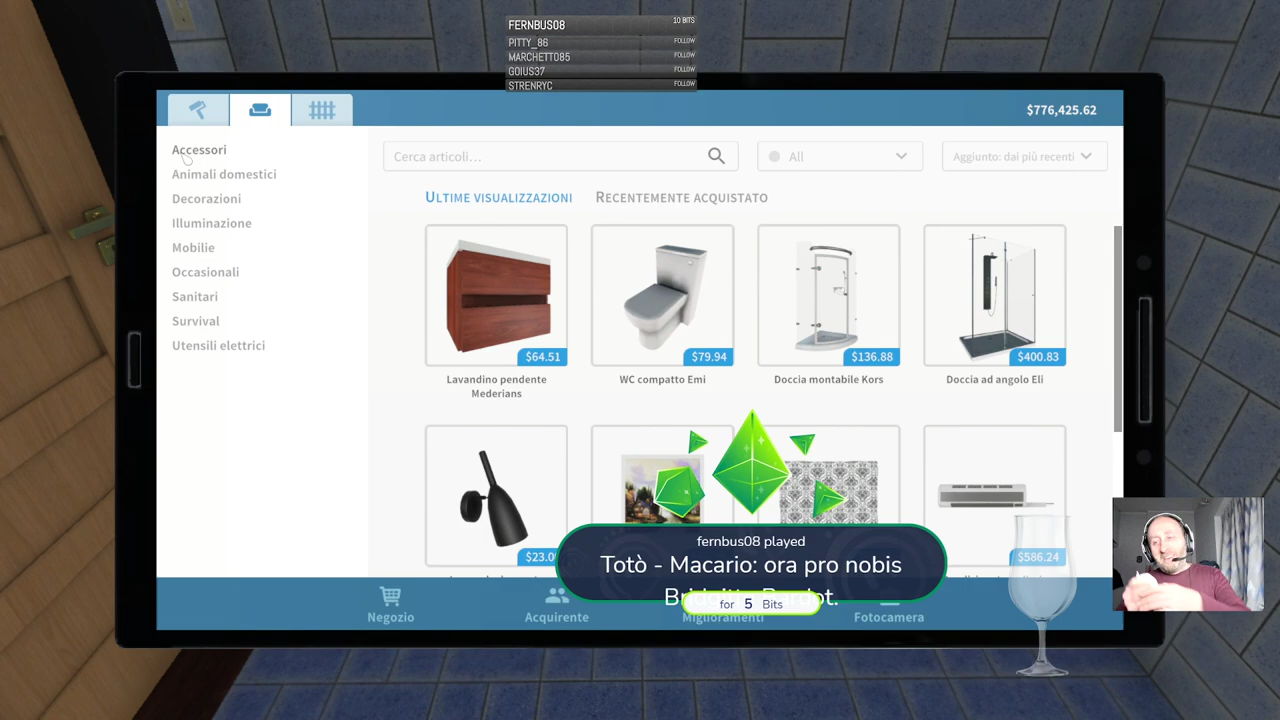 FERNBUS08 10 BITS
PITTY_86 FOLLOW
MARCHETTO85 FOLLOW
GOIUS37 FOLLOW
STRENRYC FOLLOW
$776,425.62
Accessori
Animali domestici
Decorazioni
Illuminazione
Mobilie
Occasionali
Sanitari
Survival
Utensili elettrici
Cerca articoli...
All
Aggiunto: dai più recenti
ULTIME VISUALIZZAZIONI
RECENTEMENTE ACQUISTATO
$64.51
Lavandino pendente
Mederians
$79.94
WC compatto Emi
$136.88
Doccia montabile Kors
$400.83
Doccia ad angolo Eli
$586.24
fernbus08 played
Totò - Macario: ora pro nobis
Bardot.
for 5 Bits
Negozio
Acquirente
Miglioramenti
Fotocamera